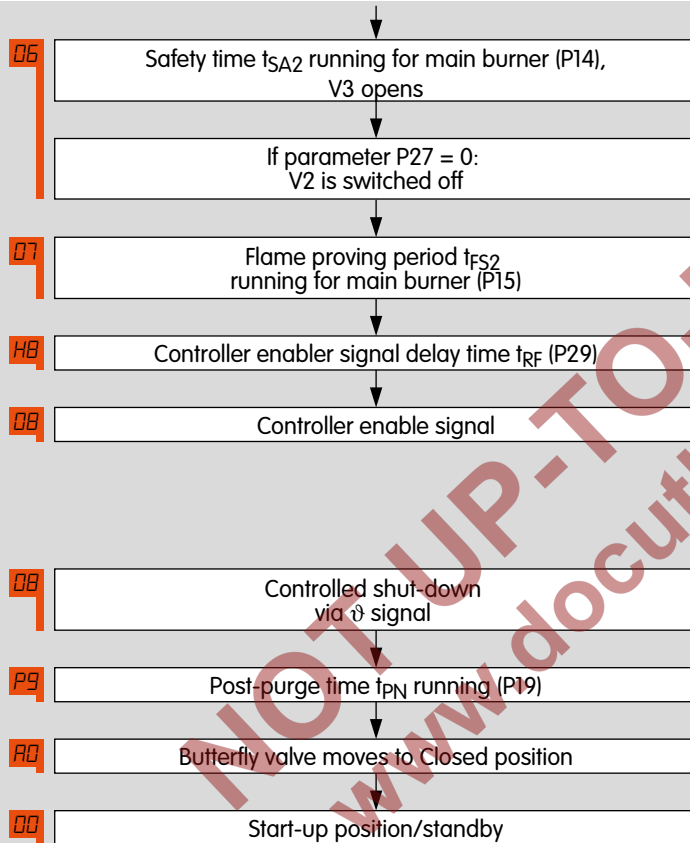 06
Safety time tSA2 running for main burner (P14),
V3 opens
If parameter P27 = 0:
V2 is switched off
07
Flame proving period tFS2
running for main burner (P15)
H8
Controller enabler signal delay time tRF (P29)
08
Controller enable signal
08
Controlled shut-down
via ϑ signal
P9
Post-purge time tPN running (P19)
A0
Butterfly valve moves to Closed position
00
Start-up position/standby
NOT UP-TO-
www.docut